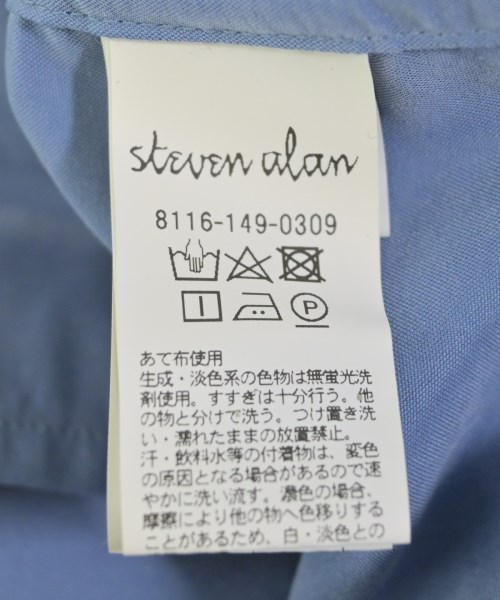 steven alan
8116-149-0309
P
あて布使用
生成・淡色系の色物は無蛍光洗
剤使用。すすぎは十分行う。他
の物と分けて洗う。つけ置き洗
い・濡れたままの放置禁止。
汗・飲料水等の付着物は、変色
の原因となる場合があるので速
やかに洗い流す。濃色の場合、
摩擦により他の物へ色移りする
ことがあるため、白・淡色との